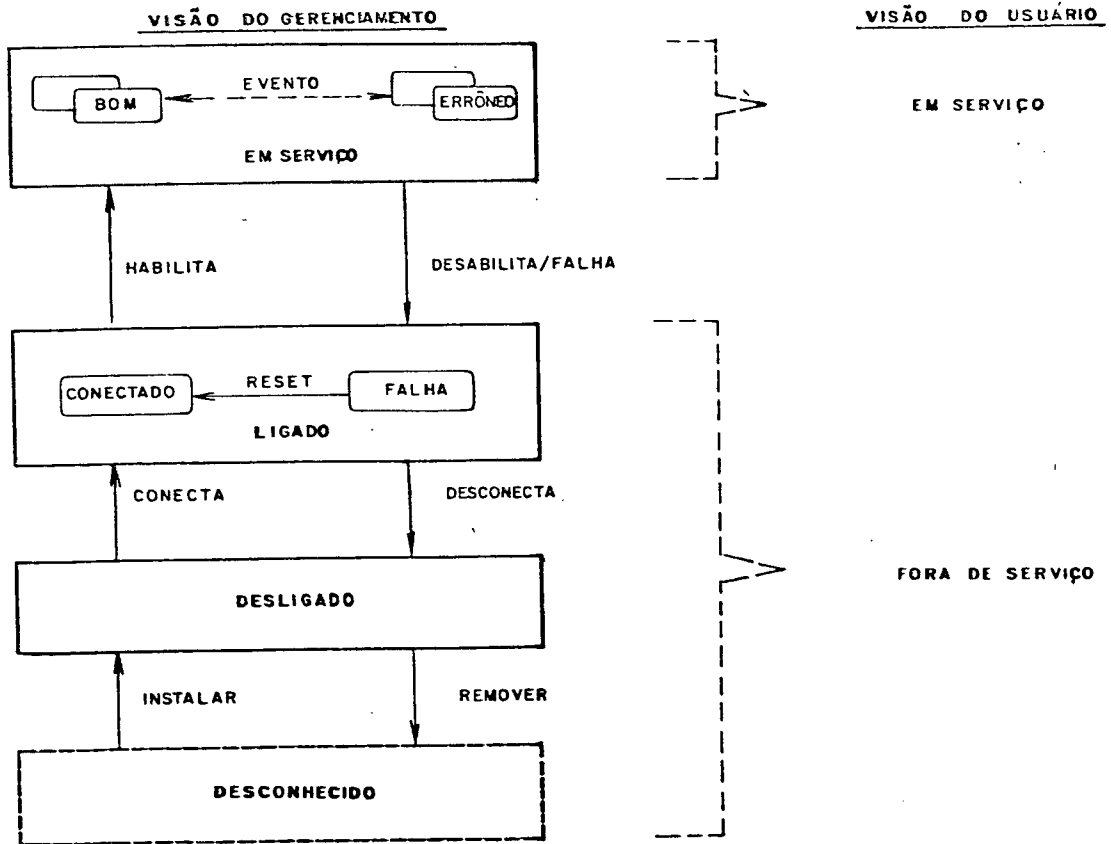 VISÃO DO GERENCIAMENTO
VISÃO DO USUÁRIO
EVENTO
BOM
ERRÔNEO
EM SERVIÇO
EM SERVIÇO
HABILITA
DESABILITA/FALHA
CONECTADO
RESET
FALHA
LIGADO
CONECTA
DESCONECTA
DESLIGADO
FORA DE SERVIÇO
INSTALAR
REMOVER
DESCONHECIDO